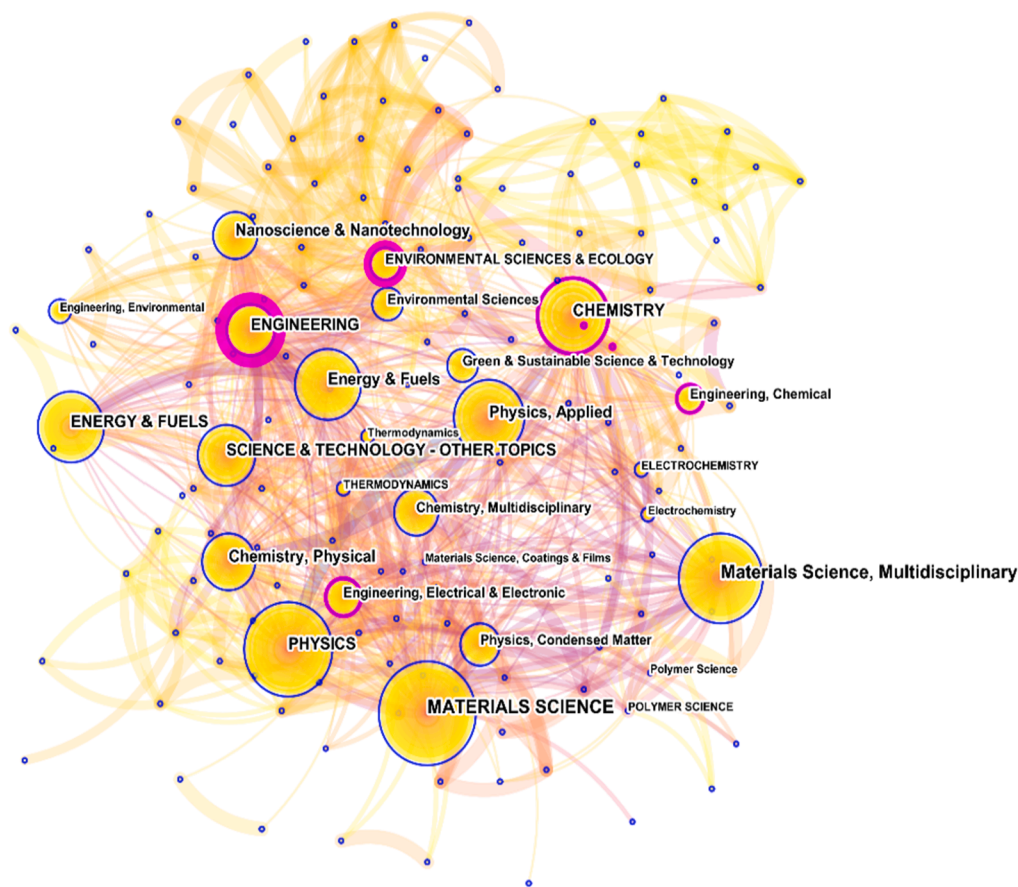 Nanoscience & Nanotechnology
ENVIRONMENTAL SCIENCES & ECOLOGY
Environmental Sciences
Engineering, Environmental
CHEMISTRY
ENGINEERING
Green & Sustainable Science & Technology
Energy & Fuels
Engineering, Chemical
Physics, Applied
ENERGY & FUELS
Thermodynamics
SCIENCE & TECHNOLOGY - OTHER TOPICS
ELECTROCHEMISTRY
THERMODYNAMICS
Chemistry, Multidisciplinary
Electrochemistry
Chemistry, Physical
Materials Science, Coatings & Films
Materials Science, Multidisciplinary
Engineering, Electrical & Electronic
PHYSICS
Physics, Condensed Matter
Polymer Science
MATERIALS SCIENCE
POLYMER SCIENCE